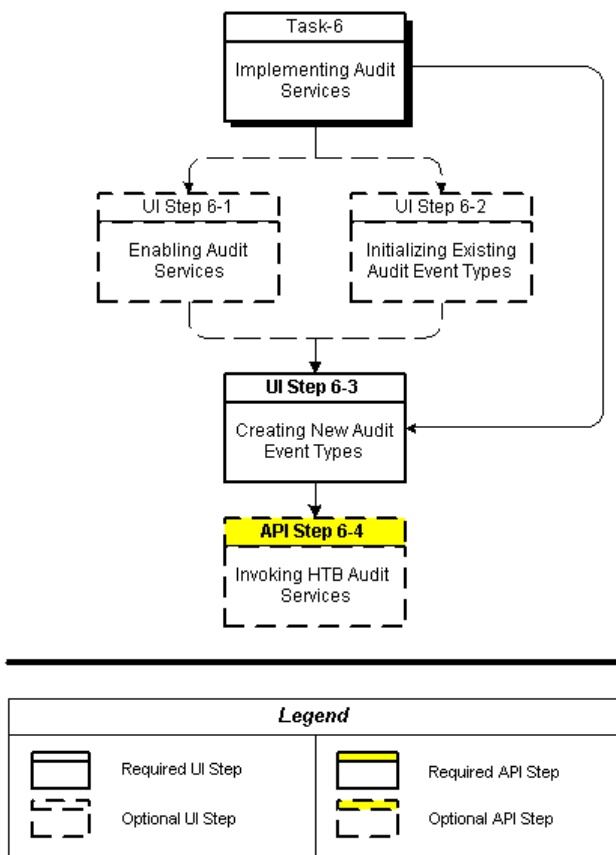 Task-6
Implementing Audit
Services
UI Step 6-1
Enabling Audit
Services
UI Step 6-2
Initializing Existing
Audit Event Types
UI Step 6-3
Creating New Audit
Event Types
API Step 6-4
Invoking HTB Audit
Services
Legend
Required UI Step
Required API Step
Optional UI Step
Optional API Step